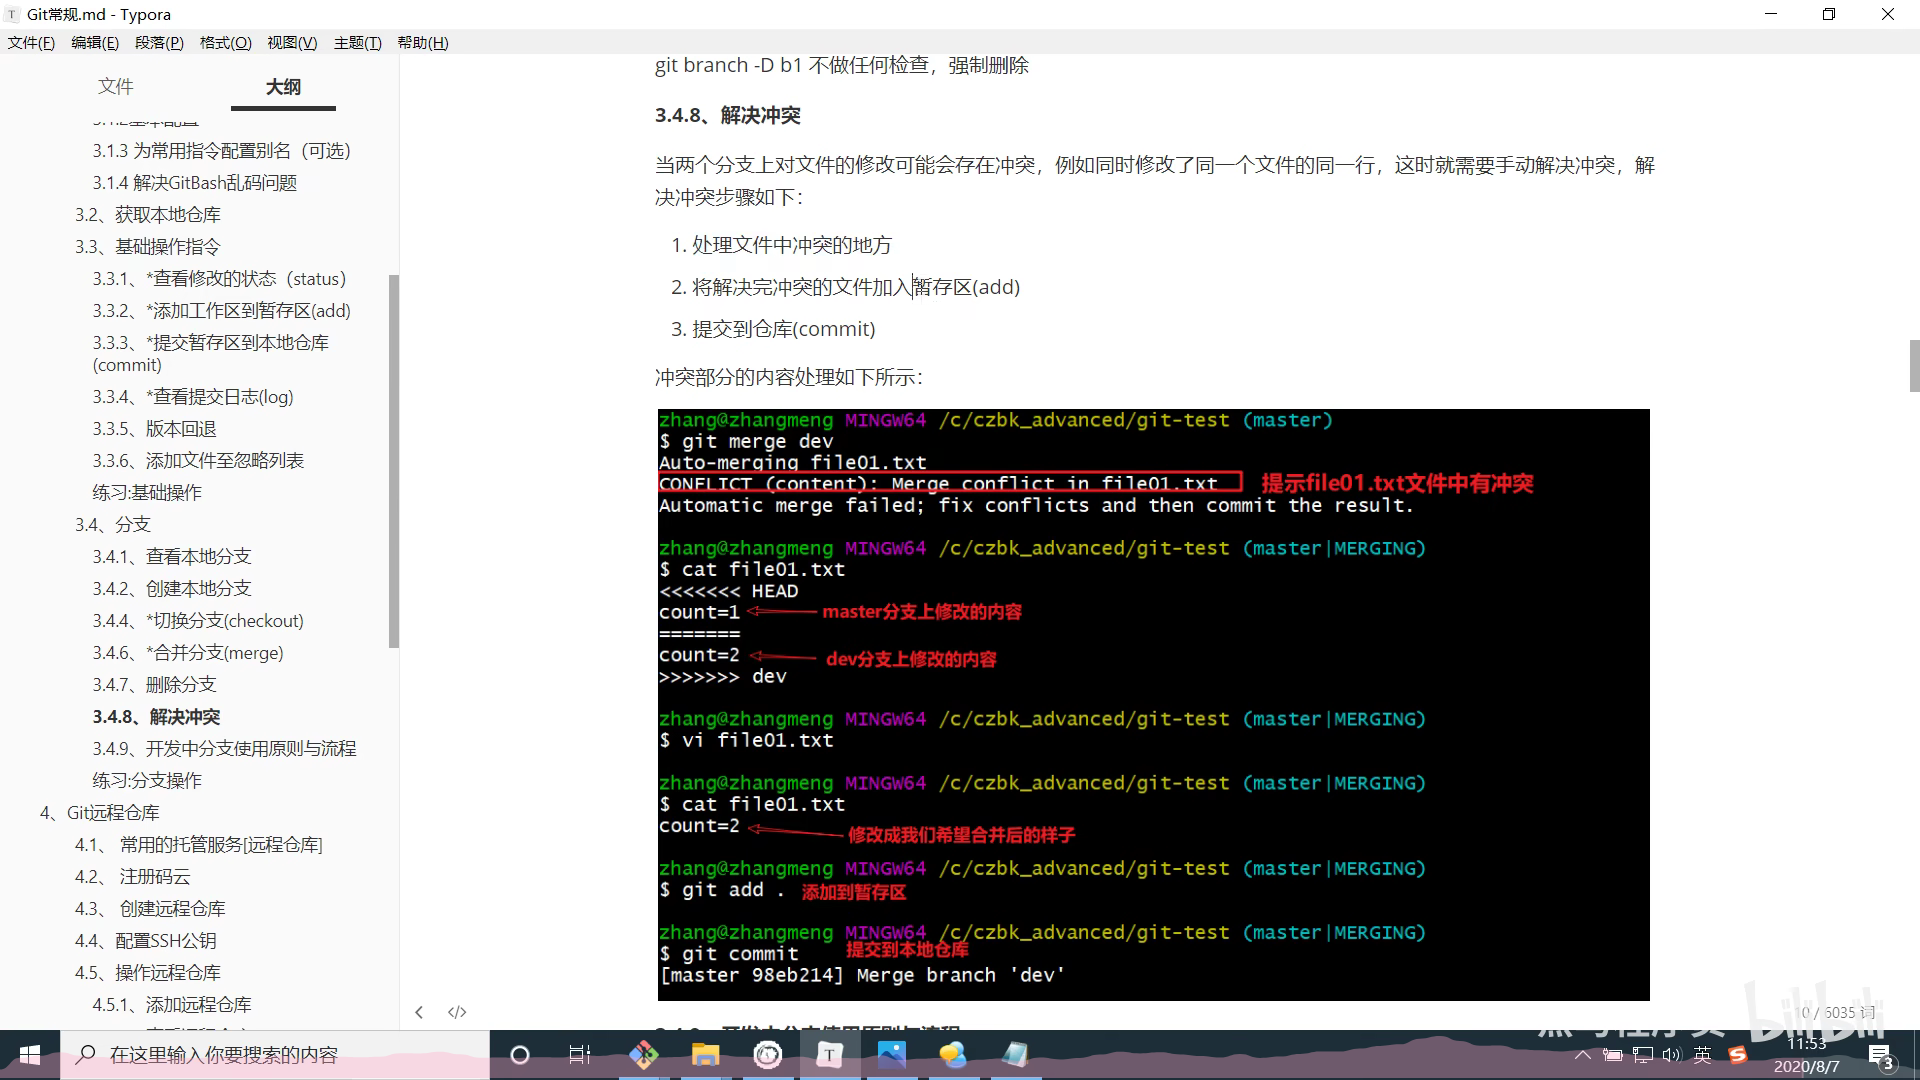 Git常规.md - Typora
文件(F) 编辑(E) 段落(P) 格式(O) 视图(V) 主题(T) 帮助(H)
文件 大纲
3.1.3 为常用指令配置别名（可选）
3.1.4 解决GitBash乱码问题
3.2、获取本地仓库
3.3、基础操作指令
3.3.1、*查看修改的状态（status）
3.3.2、*添加工作区到暂存区(add)
3.3.3、*提交暂存区到本地仓库
(commit)
3.3.4、*查看提交日志(log)
3.3.5、版本回退
3.3.6、添加文件至忽略列表
练习:基础操作
3.4、分支
3.4.1、查看本地分支
3.4.2、创建本地分支
3.4.4、*切换分支(checkout)
3.4.6、*合并分支(merge)
3.4.7、删除分支
3.4.8、解决冲突
3.4.9、开发中分支使用原则与流程
练习:分支操作
4、Git远程仓库
4.1、 常用的托管服务[远程仓库]
4.2、 注册码云
4.3、 创建远程仓库
4.4、配置SSH公钥
4.5、操作远程仓库
4.5.1、添加远程仓库
git branch -D b1 不做任何检查，强制删除
3.4.8、解决冲突
当两个分支上对文件的修改可能会存在冲突，例如同时修改了同一个文件的同一行，这时就需要手动解决冲突，解
决冲突步骤如下：
1. 处理文件中冲突的地方
2. 将解决完冲突的文件加入暂存区(add)
3. 提交到仓库(commit)
冲突部分的内容处理如下所示：
zhang@zhangmeng MINGW64 /c/czbk_advanced/git-test (master)
$ git merge dev
Auto-merging file01.txt
CONFLICT (content): Merge conflict in file01.txt 提示file01.txt文件中有冲突
Automatic merge failed; fix conflicts and then commit the result.
zhang@zhangmeng MINGW64 /c/czbk_advanced/git-test (master|MERGING)
$ cat file01.txt
<<<<<<< HEAD
count=1 master分支上修改的内容
=======
count=2 dev分支上修改的内容
>>>>>>> dev
zhang@zhangmeng MINGW64 /c/czbk_advanced/git-test (master|MERGING)
$ vi file01.txt
zhang@zhangmeng MINGW64 /c/czbk_advanced/git-test (master|MERGING)
$ cat file01.txt
count=2 修改成我们希望合并后的样子
zhang@zhangmeng MINGW64 /c/czbk_advanced/git-test (master|MERGING)
$ git add . 添加到暂存区
zhang@zhangmeng MINGW64 /c/czbk_advanced/git-test (master|MERGING)
$ git commit 提交到本地仓库
[master 98eb214] Merge branch 'dev'
10 / 6035 词
bilibili
在这里输入你要搜索的内容
英
11:53
2020/8/7
3